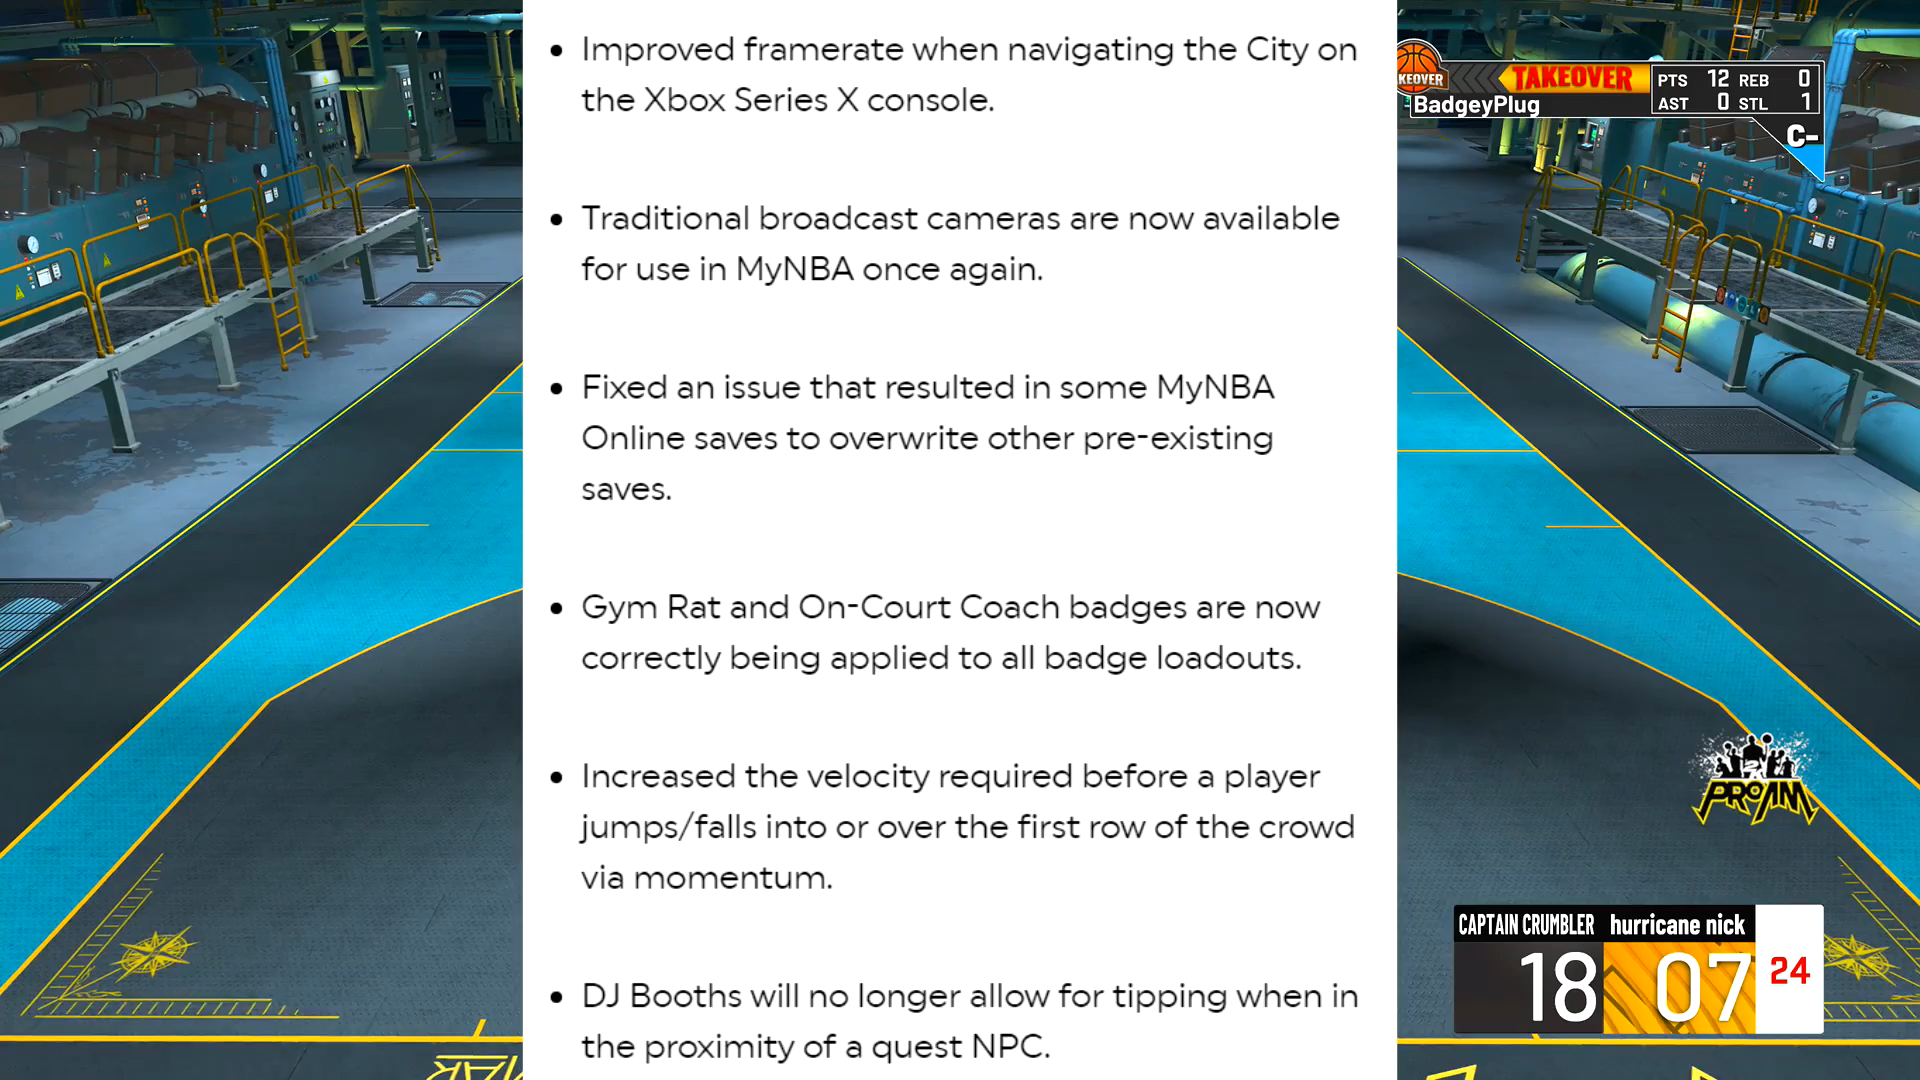 • Improved framerate when navigating the City on
the Xbox Series X console.
• Traditional broadcast cameras are now available
for use in MyNBA once again.
• Fixed an issue that resulted in some MyNBA
Online saves to overwrite other pre-existing
saves.
• Gym Rat and On-Court Coach badges are now
correctly being applied to all badge loadouts.
• Increased the velocity required before a player
jumps/falls into or over the first row of the crowd
via momentum.
• DJ Booths will no longer allow for tipping when in
the proximity of a quest NPC.
TAKEOVER PTS 12 REB 0
BadgeyPlug AST 0 STL 1
C-
PRO AM
CAPTAIN CRUMBLER hurricane nick
18 07 24